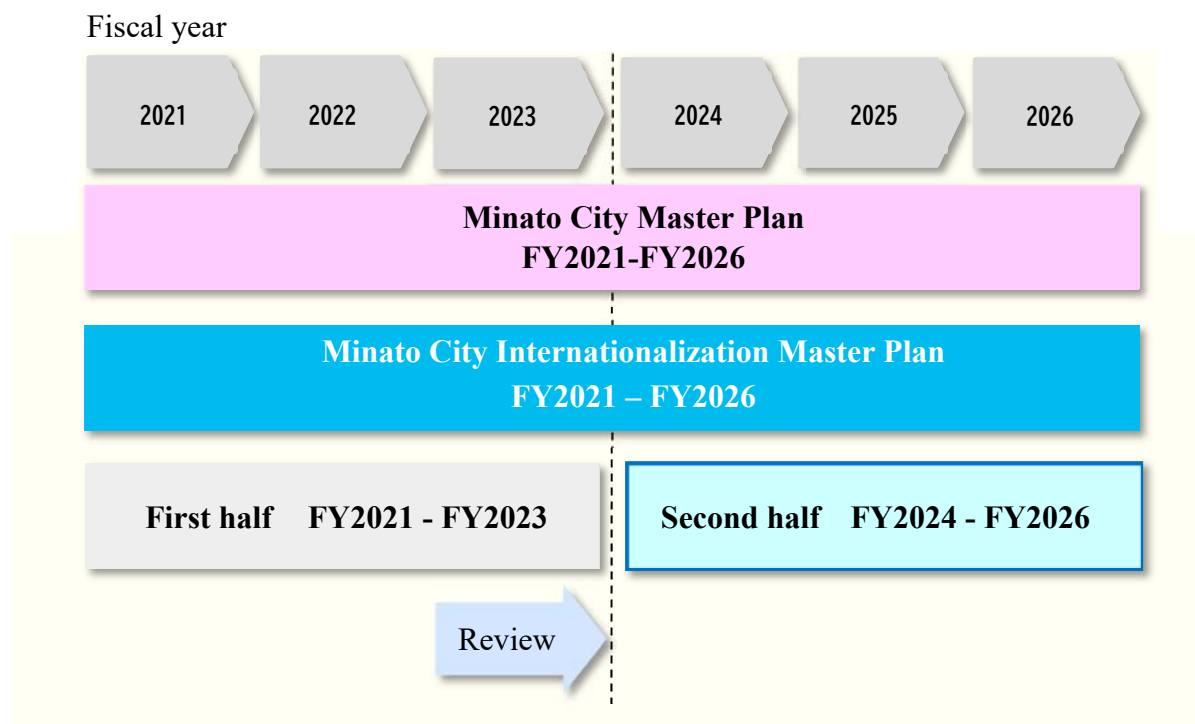 Fiscal year
2021 2022 2023 2024 2025 2026
Minato City Master Plan
FY2021-FY2026
Minato City Internationalization Master Plan
FY2021 – FY2026
First half FY2021 - FY2023
Second half FY2024 - FY2026
Review